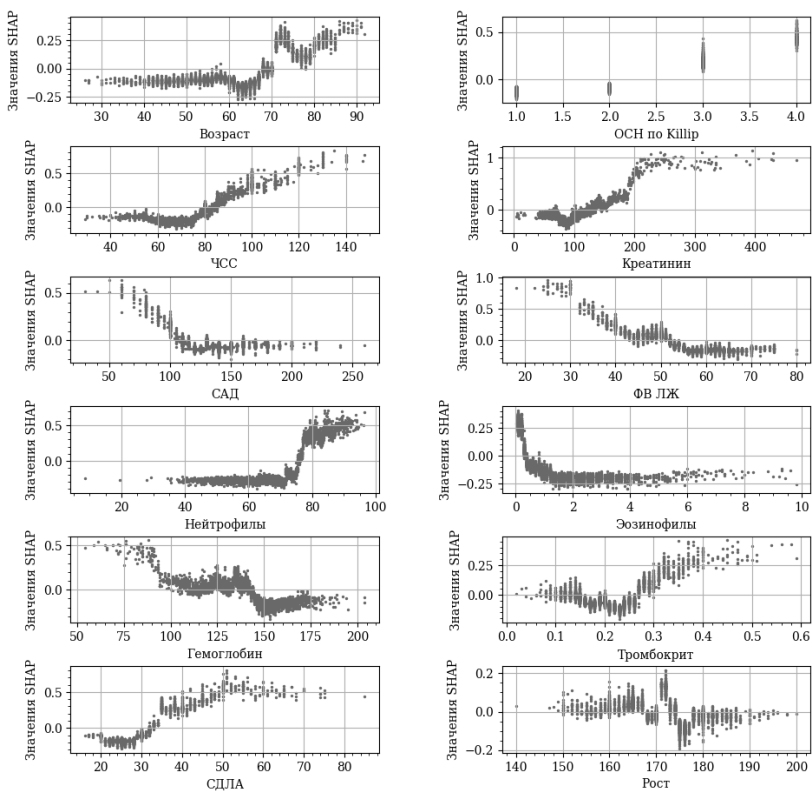 Значения SHAP
0.25
0.00
−0.25
30 40 50 60 70 80 90
Возраст
Значения SHAP
0.5
0.0
1.0 1.5 2.0 2.5 3.0 3.5 4.0
ОСН по Killip
Значения SHAP
0.5
0.0
40 60 80 100 120 140
ЧСС
Значения SHAP
1
0
0 100 200 300 400
Креатинин
Значения SHAP
0.5
0.0
50 100 150 200 250
САД
Значения SHAP
1.0
0.5
0.0
20 30 40 50 60 70 80
ФВ ЛЖ
Значения SHAP
0.5
0.0
20 40 60 80 100
Нейтрофилы
Значения SHAP
0.25
0.00
−0.25
0 2 4 6 8 10
Эозинофилы
Значения SHAP
0.5
0.0
50 75 100 125 150 175 200
Гемоглобин
Значения SHAP
0.25
0.00
0.0 0.1 0.2 0.3 0.4 0.5 0.6
Тромбокрит
Значения SHAP
0.5
0.0
20 30 40 50 60 70 80
СДЛА
Значения SHAP
0.2
0.0
−0.2
140 150 160 170 180 190 200
Рост